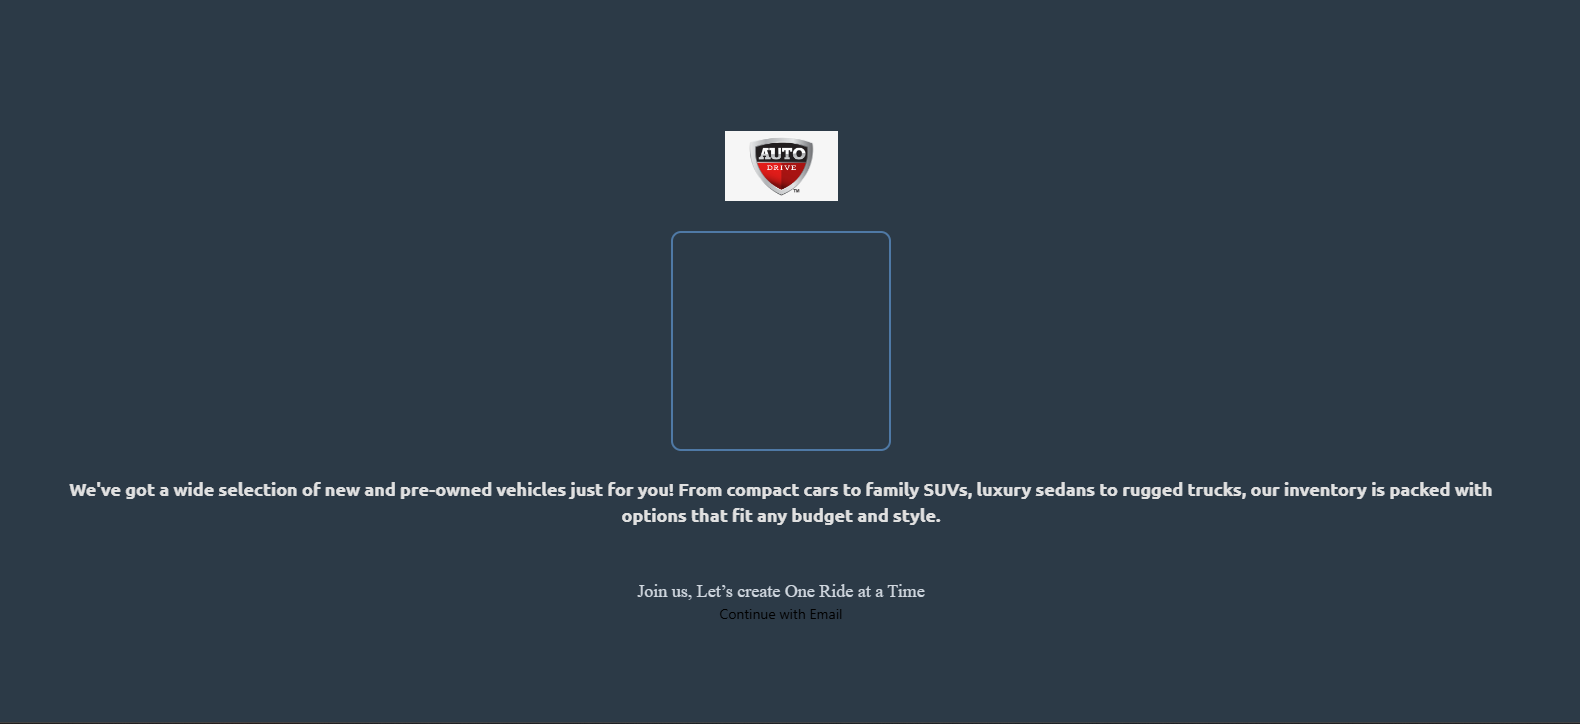 AUTO
DRIVE
TM
We've got a wide selection of new and pre-owned vehicles just for you! From compact cars to family SUVs, luxury sedans to rugged trucks, our inventory is packed with
options that fit any budget and style.
Join us, Let’s create One Ride at a Time
Continue with Email